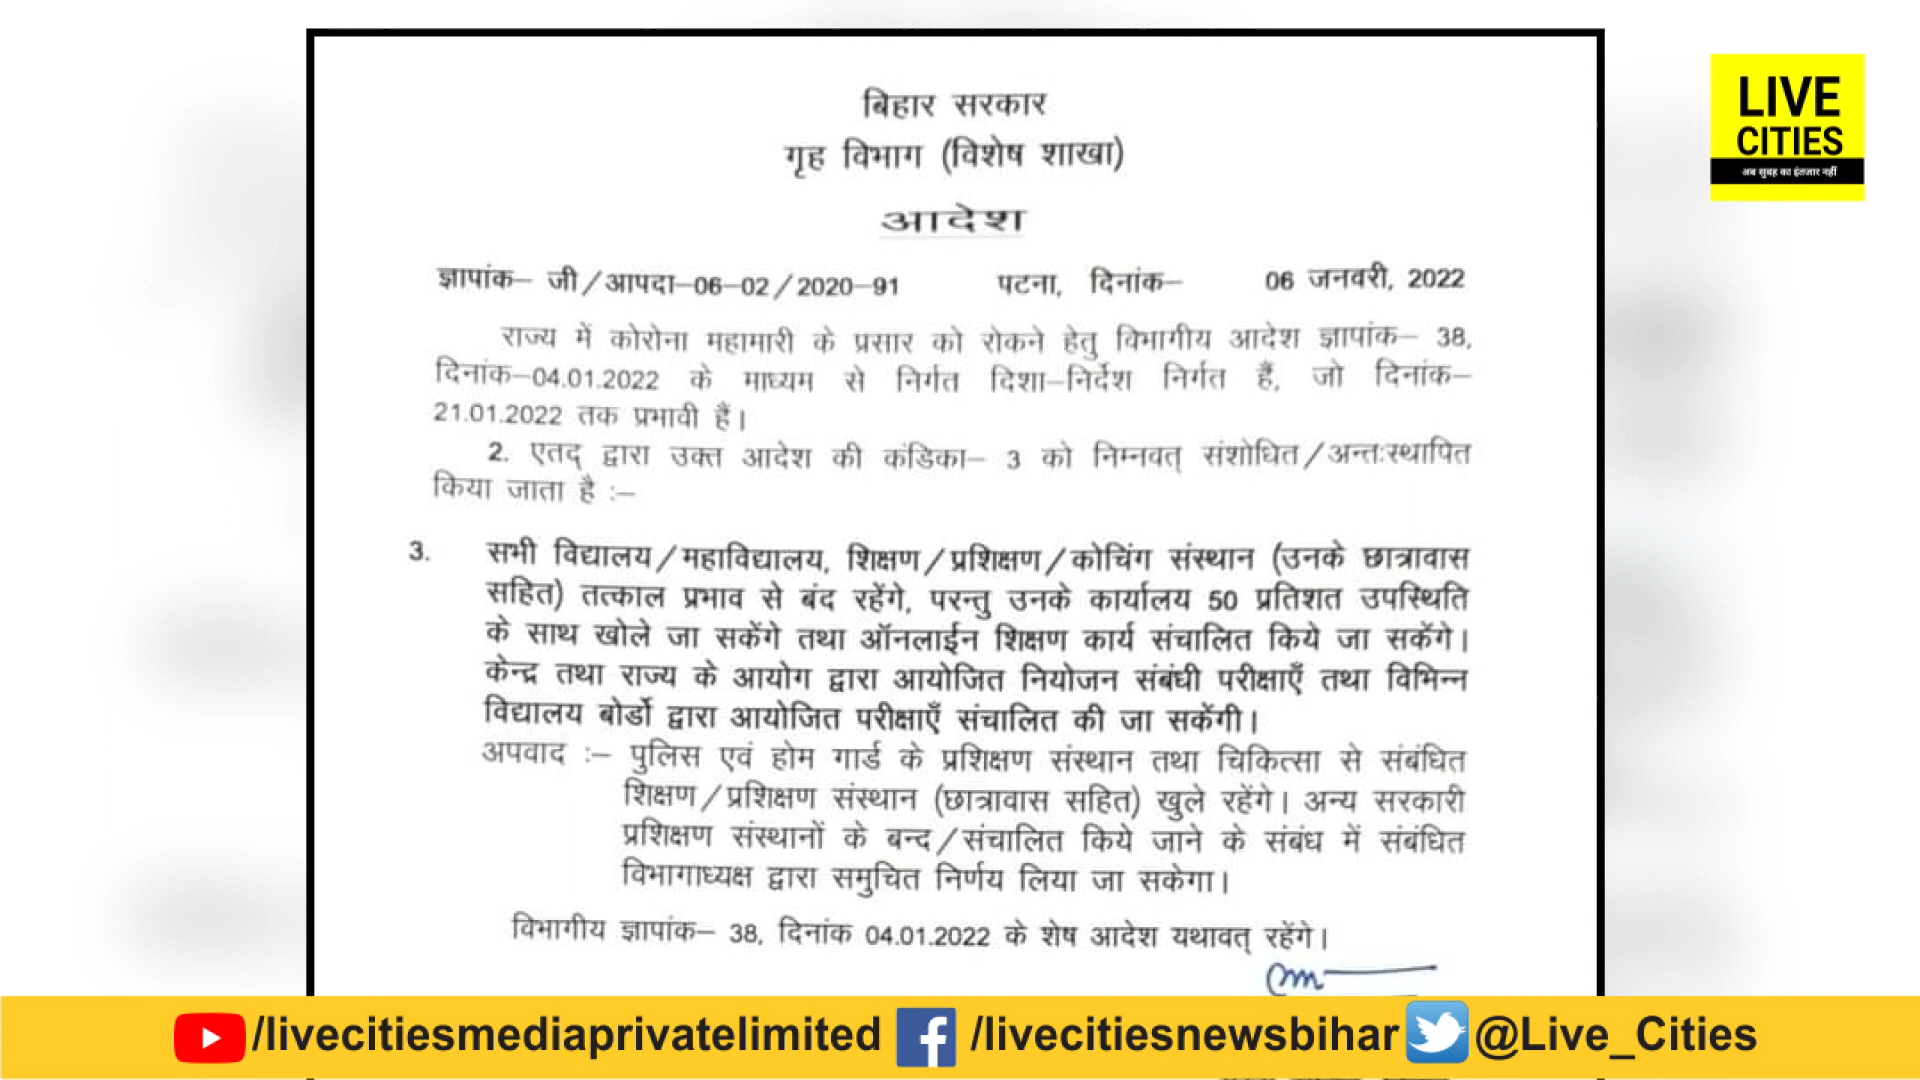 बिहार सरकार
गृह विभाग (विशेष शाखा)
आदेश
ज्ञापांक– जी/आपदा–06–02/2020–91 पटना, दिनांक– 06 जनवरी, 2022
राज्य में कोरोना महामारी के प्रसार को रोकने हेतु विभागीय आदेश ज्ञापांक– 38,
दिनांक–04.01.2022 के माध्यम से निर्गत दिशा–निर्देश निर्गत हैं, जो दिनांक–
21.01.2022 तक प्रभावी हैं।
2. एतद् द्वारा उक्त आदेश की कंडिका– 3 को निम्नवत् संशोधित/अन्तःस्थापित
किया जाता है :–
3. सभी विद्यालय/महाविद्यालय, शिक्षण/प्रशिक्षण/कोचिंग संस्थान (उनके छात्रावास
सहित) तत्काल प्रभाव से बंद रहेंगे, परन्तु उनके कार्यालय 50 प्रतिशत उपस्थिति
के साथ खोले जा सकेंगे तथा ऑनलाईन शिक्षण कार्य संचालित किये जा सकेंगे।
केन्द्र तथा राज्य के आयोग द्वारा आयोजित नियोजन संबंधी परीक्षाएँ तथा विभिन्न
विद्यालय बोर्डो द्वारा आयोजित परीक्षाएँ संचालित की जा सकेंगी।
अपवाद :– पुलिस एवं होम गार्ड के प्रशिक्षण संस्थान तथा चिकित्सा से संबंधित
शिक्षण/प्रशिक्षण संस्थान (छात्रावास सहित) खुले रहेंगे। अन्य सरकारी
प्रशिक्षण संस्थानों के बन्द/संचालित किये जाने के संबंध में संबंधित
विभागाध्यक्ष द्वारा समुचित निर्णय लिया जा सकेगा।
विभागीय ज्ञापांक– 38, दिनांक 04.01.2022 के शेष आदेश यथावत् रहेंगे।
LIVE
CITIES
अब सुबह का इंतजार नहीं
/livecitiesmediaprivatelimited /livecitiesnewsbihar @Live_Cities